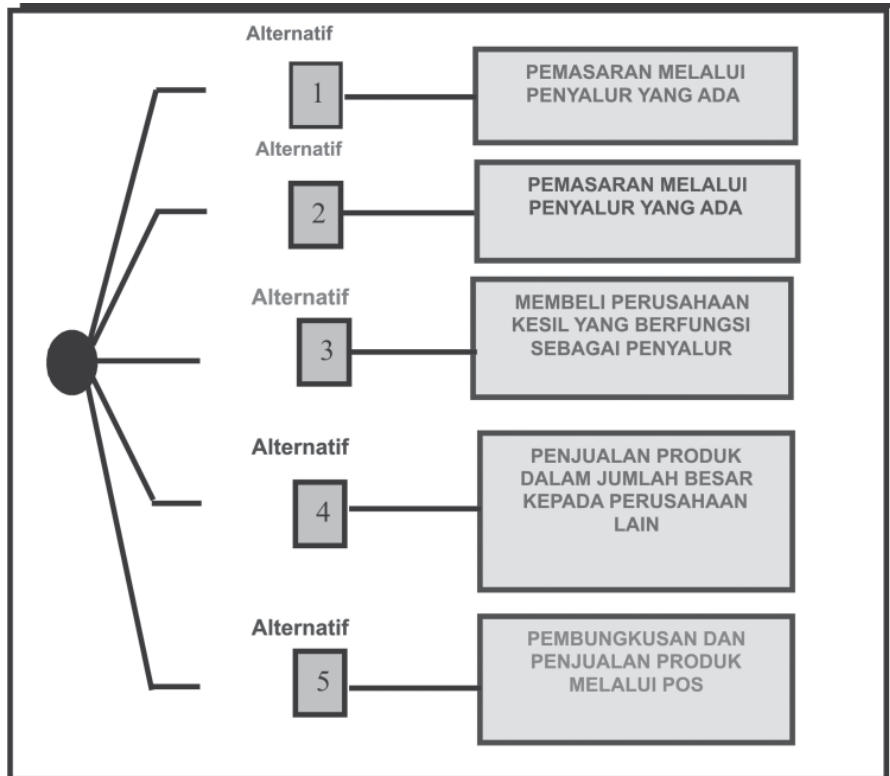 Alternatif
1
PEMASARAN MELALUI
PENYALUR YANG ADA
Alternatif
2
PEMASARAN MELALUI
PENYALUR YANG ADA
Alternatif
3
MEMBELI PERUSAHAAN
KESIL YANG BERFUNGSI
SEBAGAI PENYALUR
Alternatif
4
PENJUALAN PRODUK
DALAM JUMLAH BESAR
KEPADA PERUSAHAAN
LAIN
Alternatif
5
PEMBUNGKUSAN DAN
PENJUALAN PRODUK
MELALUI POS